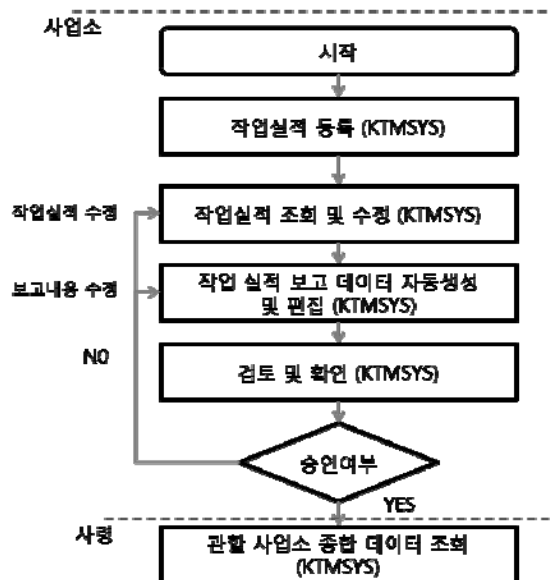 사업소
시작
작업실적 등록 (KTMSYS)
작업실적 수정
작업실적 조회 및 수정 (KTMSYS)
보고내용 수정
작업 실적 보고 데이터 자동생성
및 편집 (KTMSYS)
NO
검토 및 확인 (KTMSYS)
승인여부
YES
사령
관할 사업소 종합 데이터 조회
(KTMSYS)